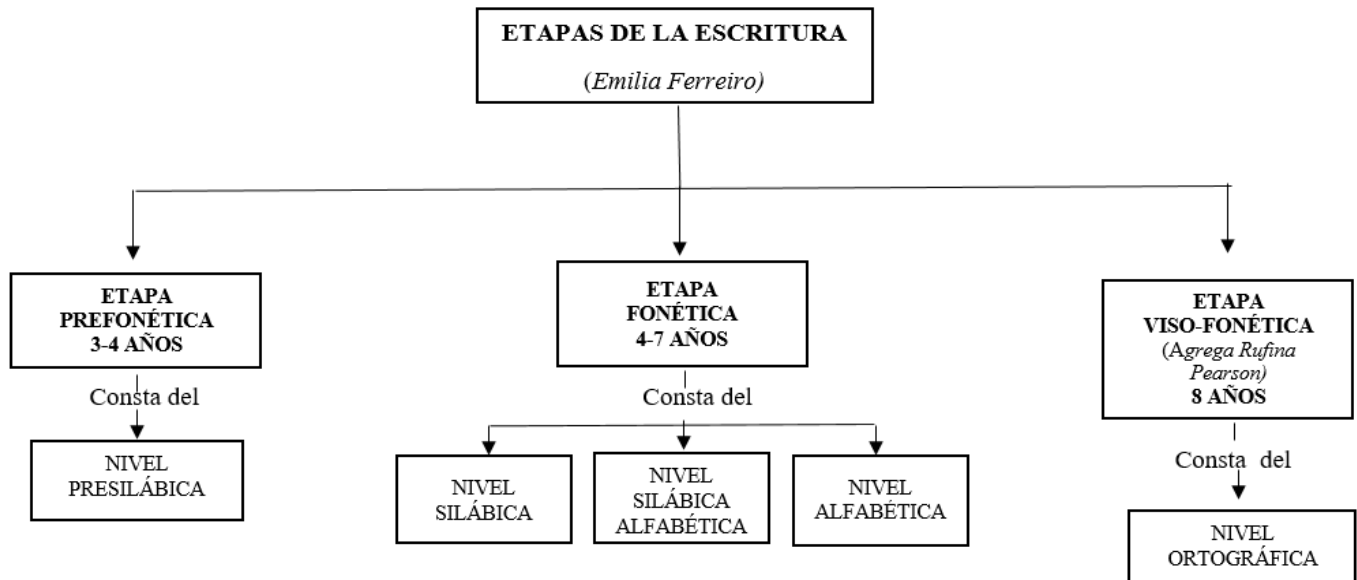 ETAPAS DE LA ESCRITURA
(Emilia Ferreiro)
ETAPA
PREFONÉTICA
3-4 AÑOS
Consta del
NIVEL
PRESILÁBICA
ETAPA
FONÉTICA
4-7 AÑOS
Consta del
NIVEL
SILÁBICA
NIVEL
SILÁBICA
ALFABÉTICA
NIVEL
ALFABÉTICA
ETAPA
VISO-FONÉTICA
(Agrega Rufina
Pearson)
8 AÑOS
Consta del
NIVEL
ORTOGRÁFICA